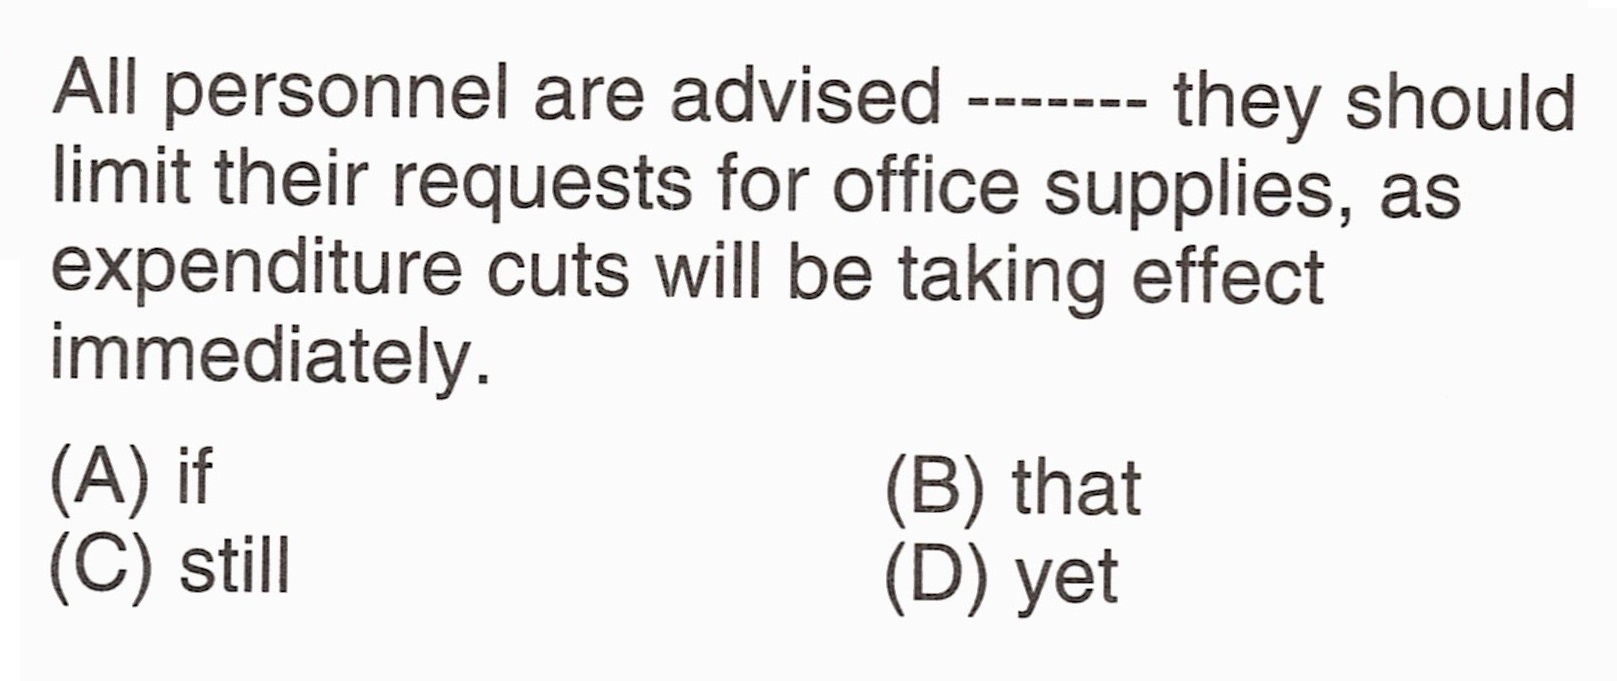 All personnel are advised ------- they should
limit their requests for office supplies, as
expenditure cuts will be taking effect
immediately.
(A) if
(B) that
(C) still
(D) yet